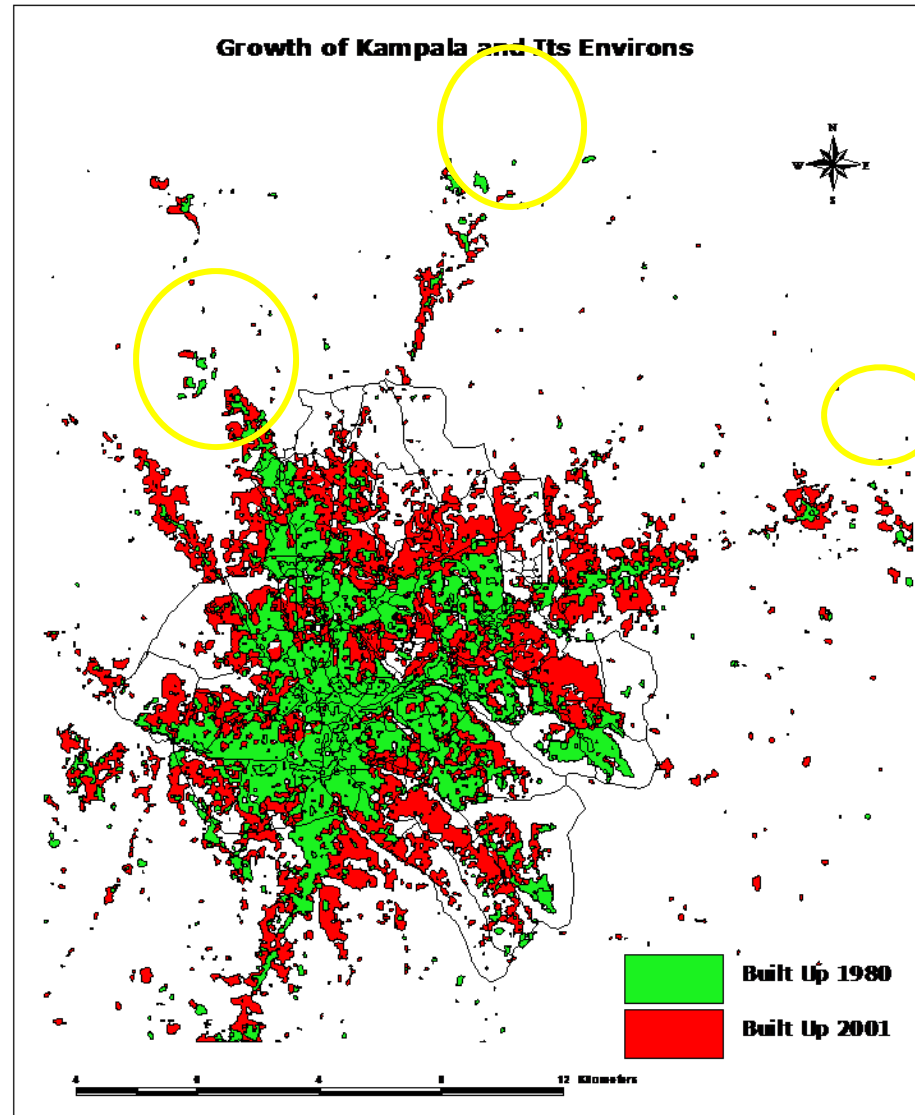 Growth of Kampala and Its Environs
N
W E
S
Built Up 1980
Built Up 2001
4 0 4 8 12 Kilometers